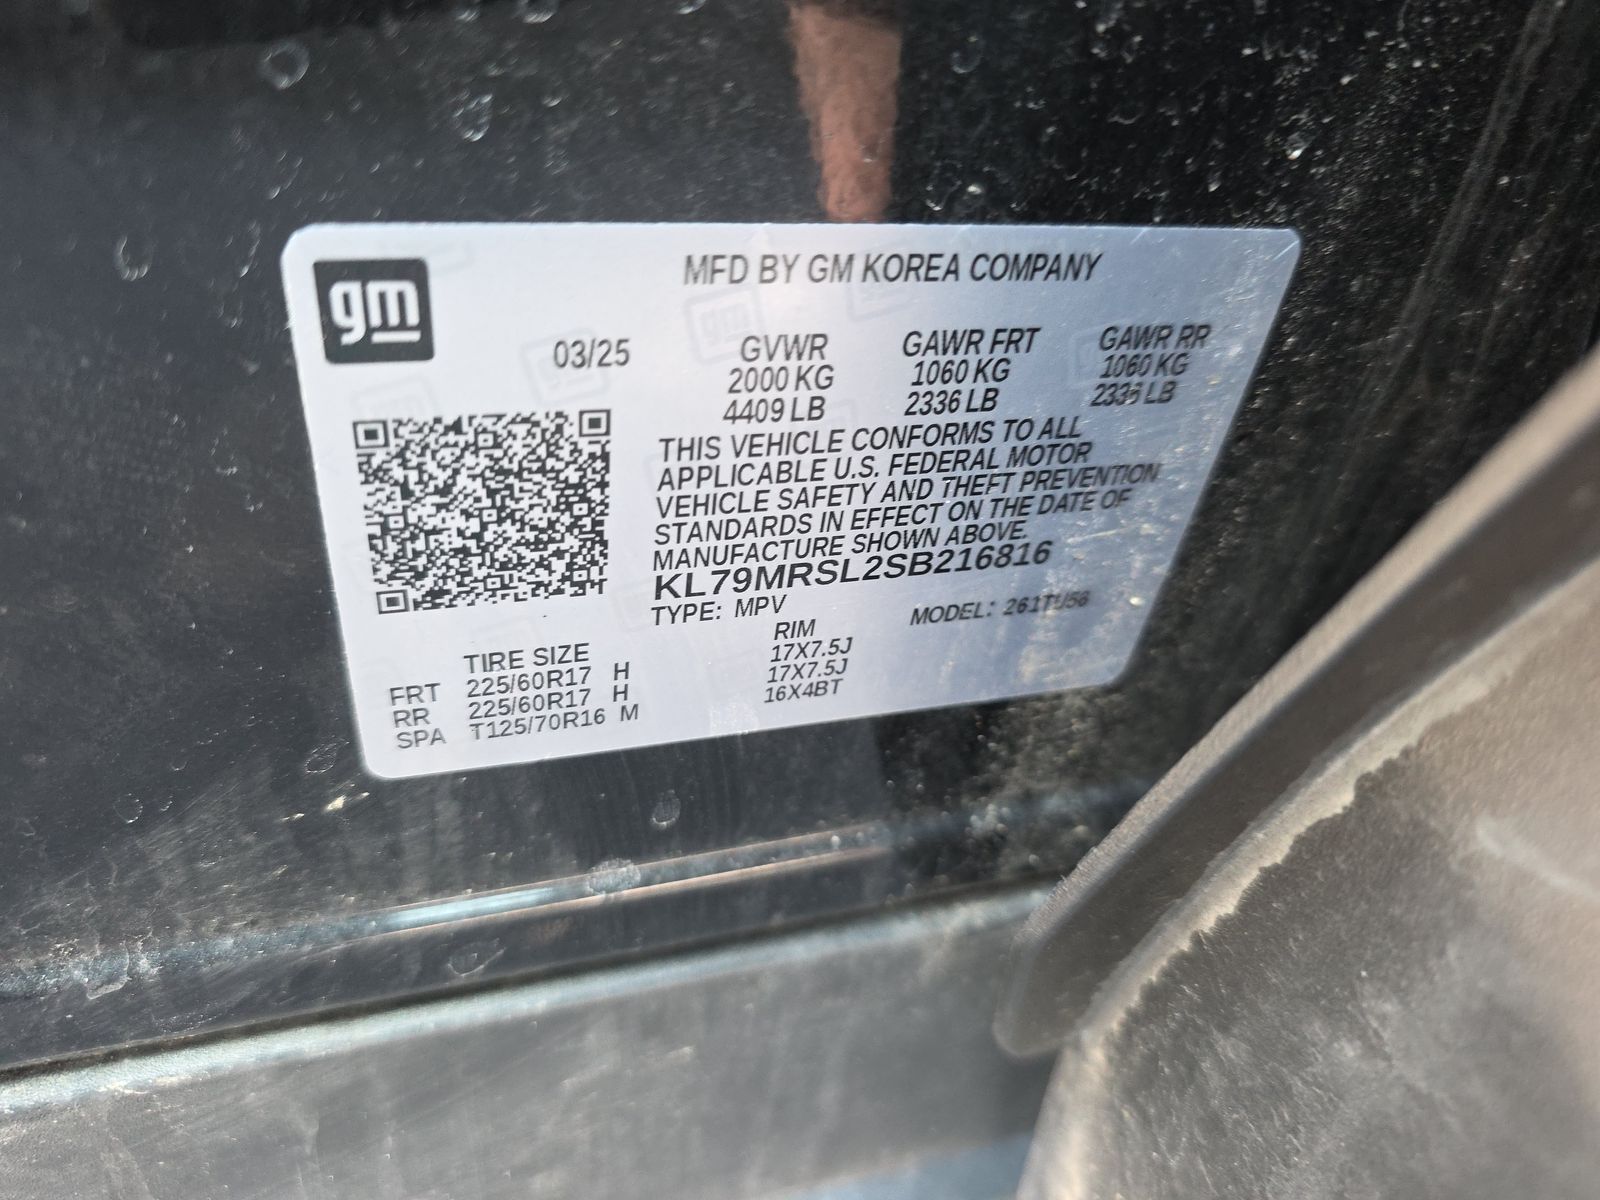 gm
MFD BY GM KOREA COMPANY
03/25 GVWR GAWR FRT GAWR RR
2000 KG 1060 KG 1060 KG
4409 LB 2336 LB 2336 LB
THIS VEHICLE CONFORMS TO ALL
APPLICABLE U.S. FEDERAL MOTOR
VEHICLE SAFETY AND THEFT PREVENTION
STANDARDS IN EFFECT ON THE DATE OF
MANUFACTURE SHOWN ABOVE.
KL79MRSL2SB216816
TYPE: MPV MODEL: 261TU56
TIRE SIZE RIM
FRT 225/60R17 H 17X7.5J
RR 225/60R17 H 17X7.5J
SPA T125/70R16 M 16X4BT